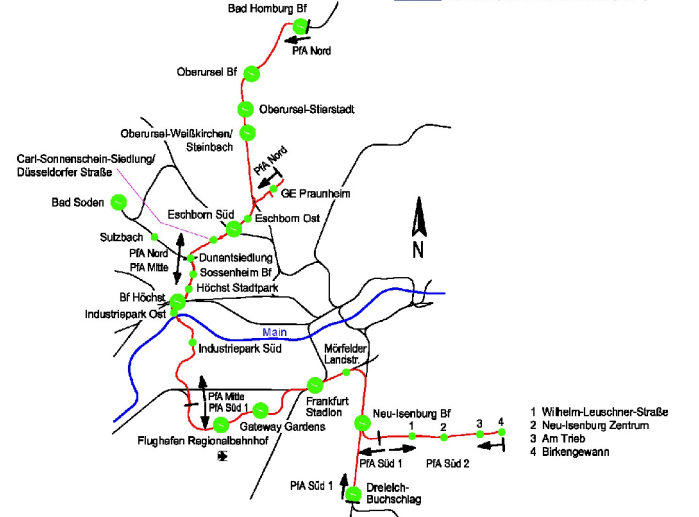 Bad Homburg Bf
PfA Nord
Oberursel Bf
Oberursel-Stierstadt
Oberursel-Weißkirchen/
Steinbach
Carl-Sonnenschein-Siedlung/
Düsseldorfer Straße
PfA Nord
GE Praunheim
Bad Soden
Eschborn Süd
Eschborn Ost
Sulzbach
N
PfA Nord
PfA Mitte
Dunantsiedlung
Sossenheim Bf
Höchst Stadtpark
Bf Höchst
Industriepark Ost
Main
Industriepark Süd
Mörfelder
Landstr.
PfA Mitte
PfA Süd 1
Frankfurt
Stadion
Gateway Gardens
Flughafen Regionalbahnhof
Neu-Isenburg Bf
1 2 3 4
PfA Süd 1
PfA Süd 2
1 Wilhelm-Leuschner-Straße
2 Neu-Isenburg Zentrum
3 Am Trieb
4 Birkengewann
PfA Süd 1
Dreieich-
Buchschlag